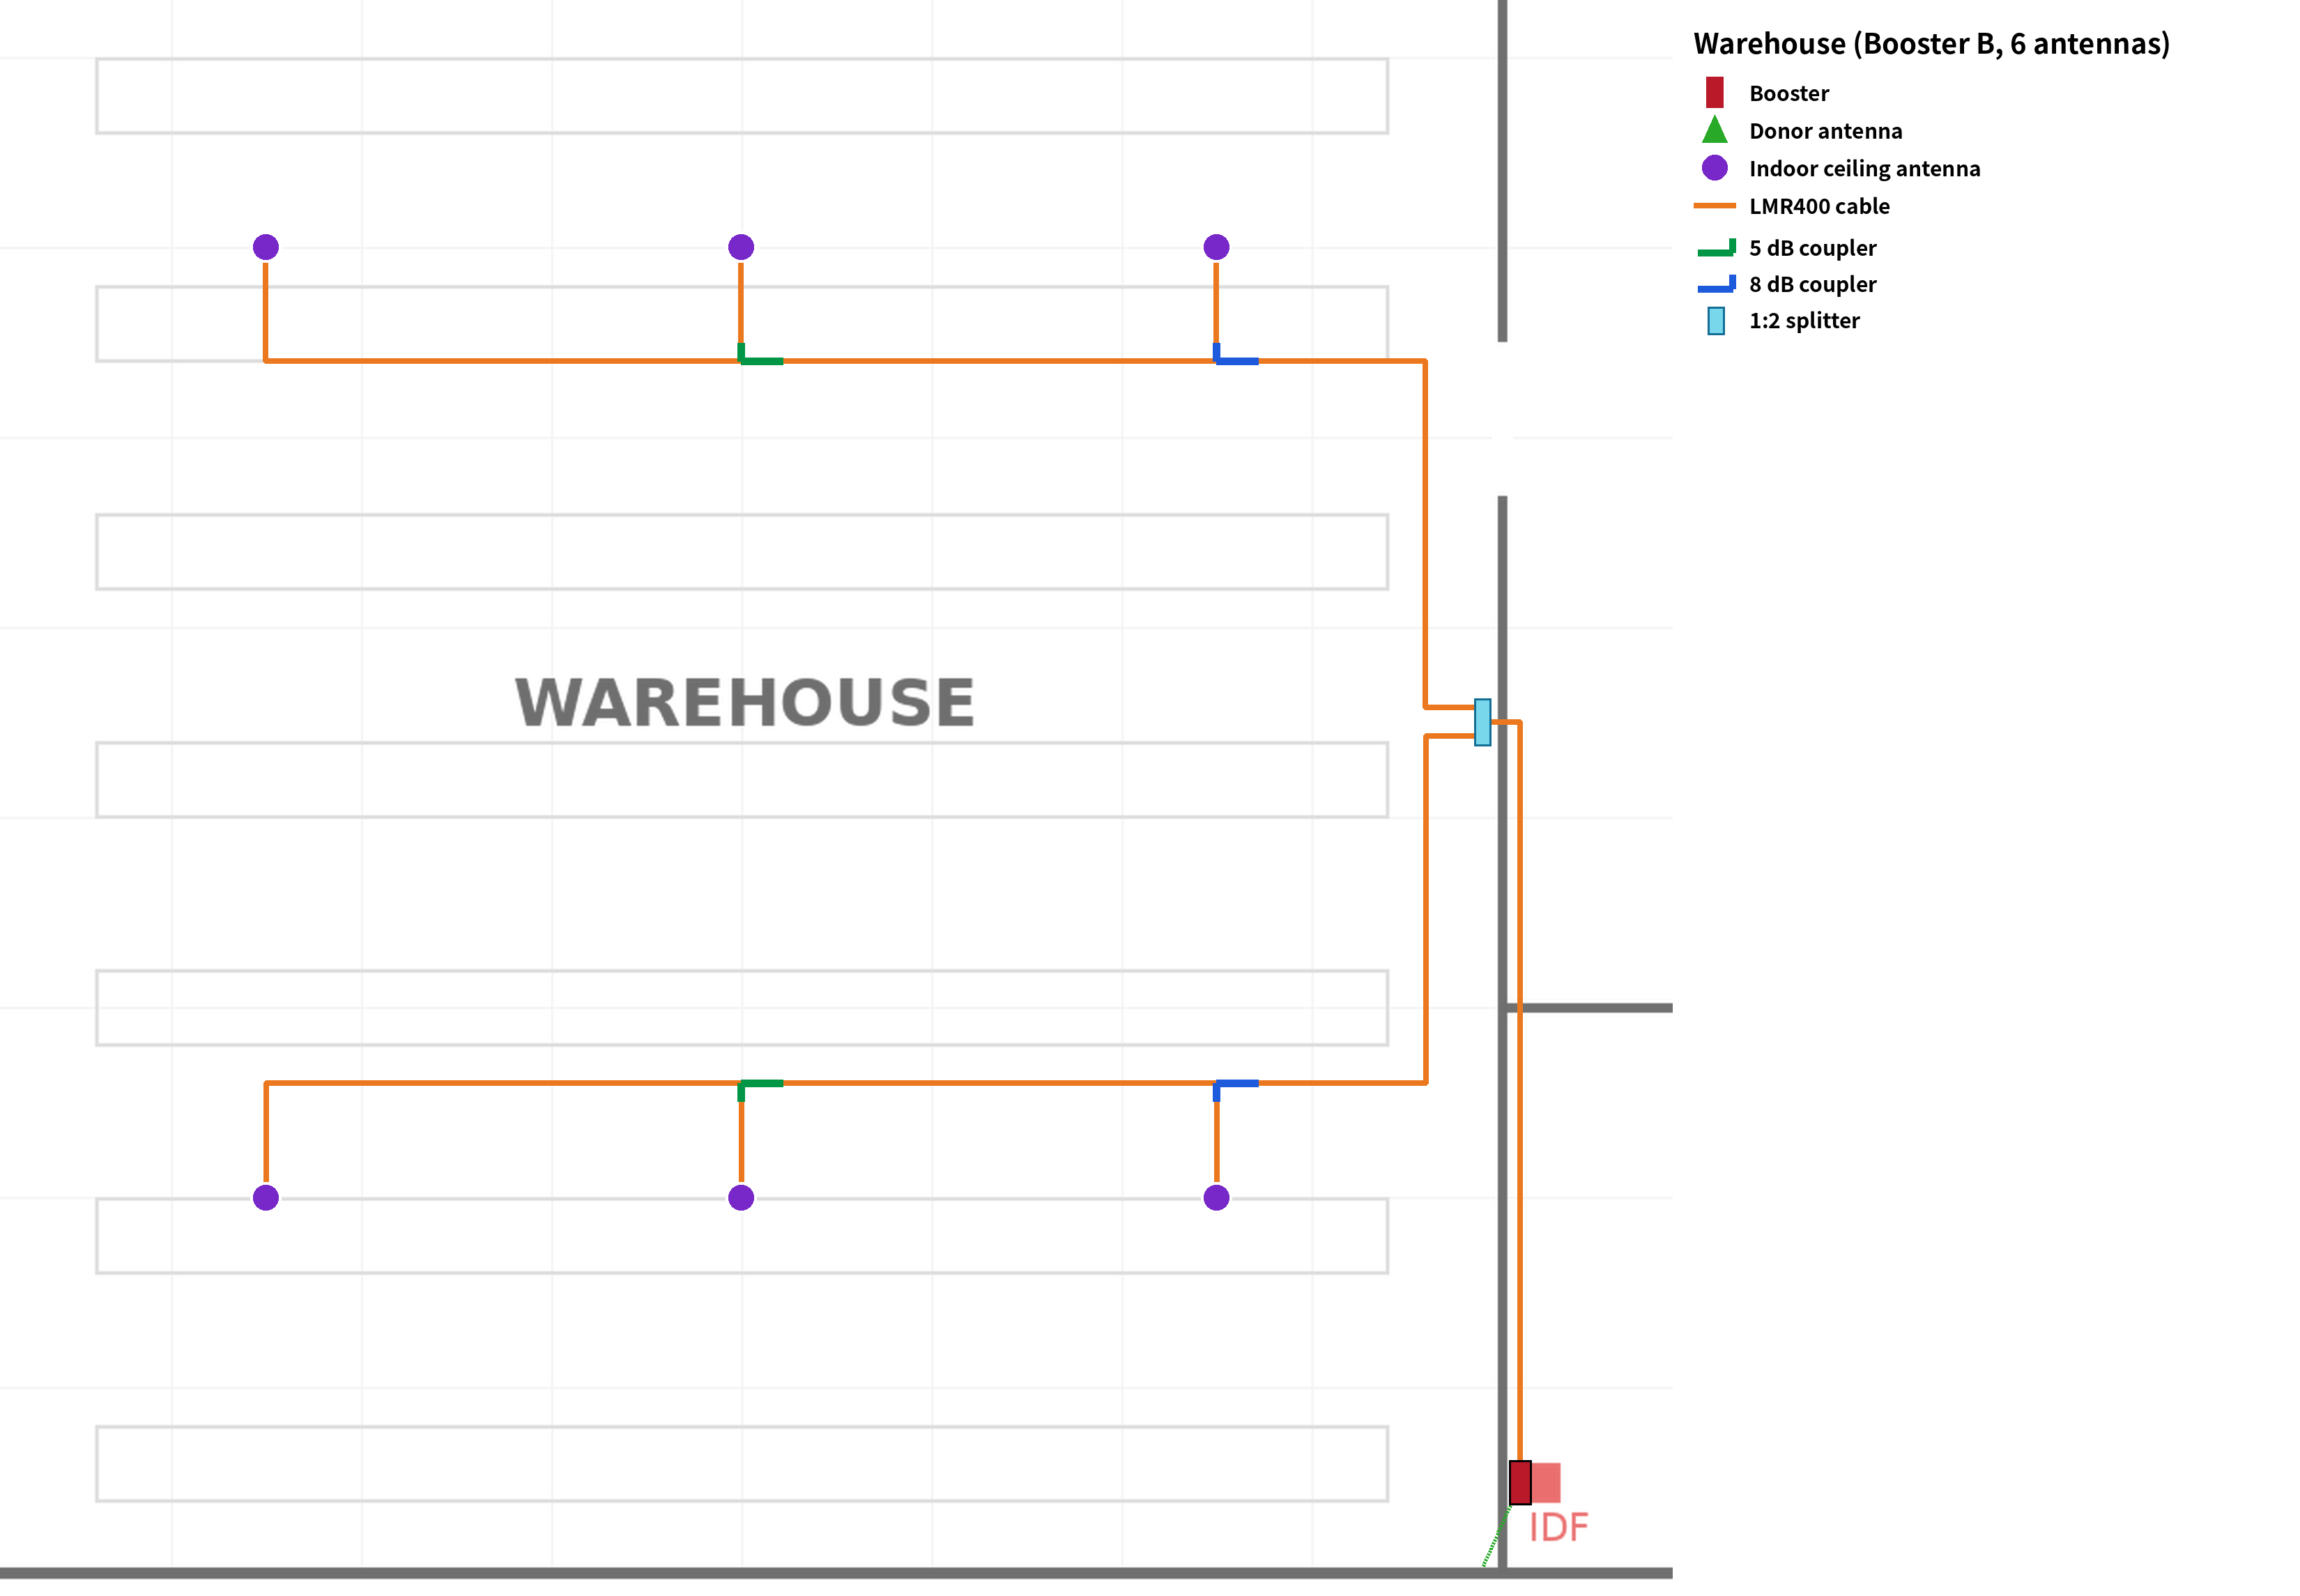 Warehouse (Booster B, 6 antennas)
Booster
Donor antenna
Indoor ceiling antenna
LMR400 cable
5 dB coupler
8 dB coupler
1:2 splitter
WAREHOUSE
IDF